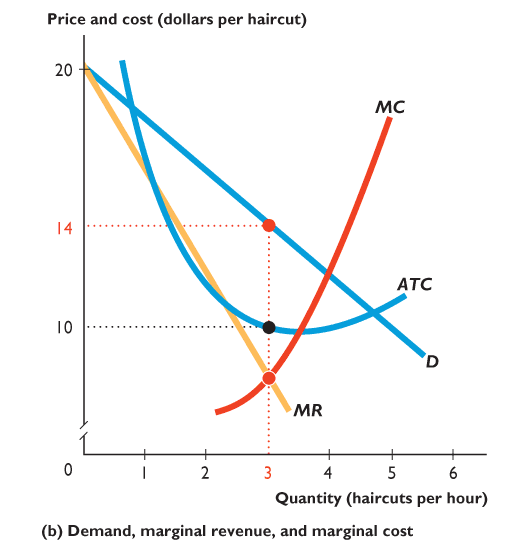 Price and cost (dollars per haircut)
20
MC
14
ATC
10
D
MR
0
1 2 3 4 5 6
Quantity (haircuts per hour)
(b) Demand, marginal revenue, and marginal cost